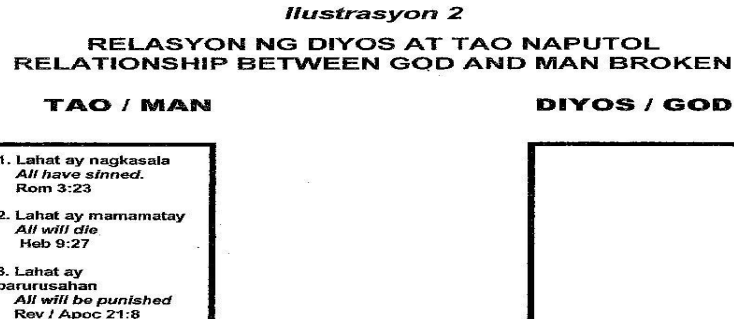 Ilustrasyon 2
RELASYON NG DIYOS AT TAO NAPUTOL
RELATIONSHIP BETWEEN GOD AND MAN BROKEN
TAO / MAN
DIYOS / GOD
1. Lahat ay nagkasala
All have sinned.
Rom 3:23
2. Lahat ay mamamatay
All will die
Heb 9:27
3. Lahat ay
parurusahan
All will be punished
Rev / Apoc 21:8